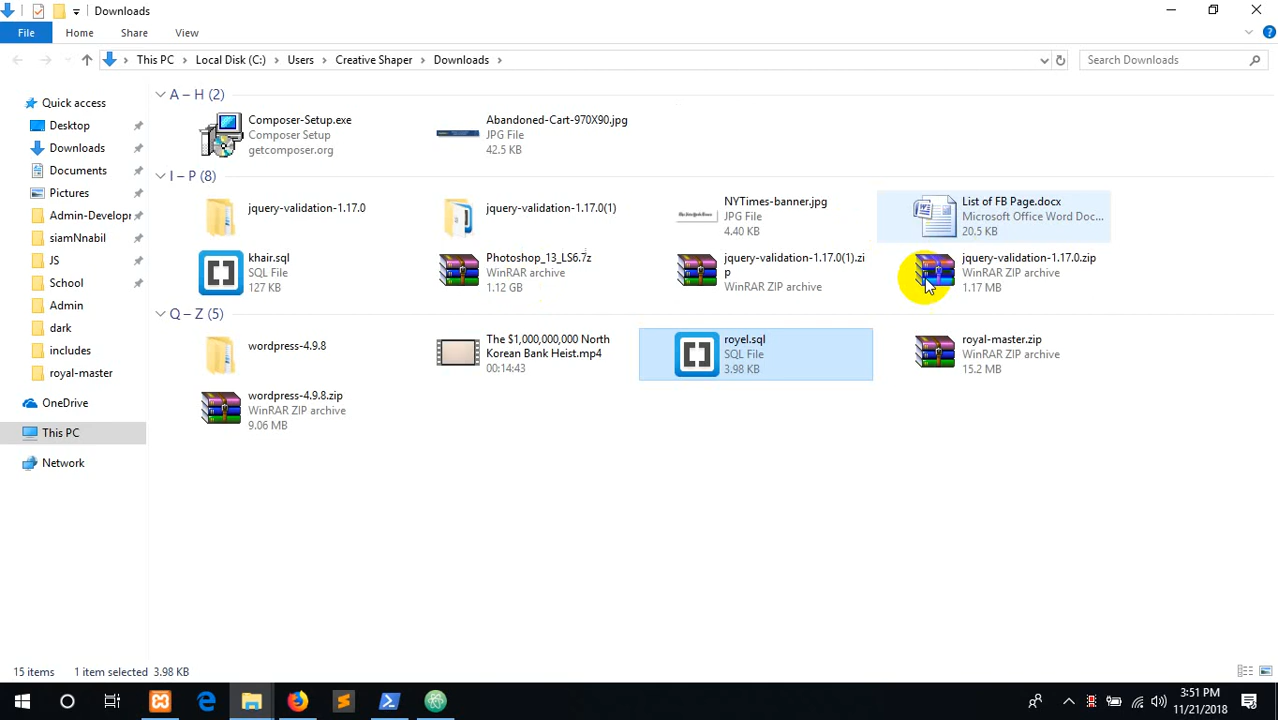 Downloads
File Home Share View
This PC Local Disk (C:) Users Creative Shaper Downloads
Search Downloads
Quick access
Desktop
Downloads
Documents
Pictures
Admin-Develop
siamNnabil
JS
School
Admin
dark
includes
royal-master
OneDrive
This PC
Network
A – H (2)
Composer-Setup.exe
Composer Setup
getcomposer.org
Abandoned-Cart-970X90.jpg
JPG File
42.5 KB
I – P (8)
jquery-validation-1.17.0
jquery-validation-1.17.0(1)
NYTimes-banner.jpg
JPG File
4.40 KB
List of FB Page.docx
Microsoft Office Word Doc...
20.5 KB
khair.sql
SQL File
127 KB
Photoshop_13_LS6.7z
WinRAR archive
1.12 GB
jquery-validation-1.17.0(1).zi
p
WinRAR ZIP archive
jquery-validation-1.17.0.zip
WinRAR ZIP archive
1.17 MB
Q – Z (5)
wordpress-4.9.8
The $1,000,000,000 North
Korean Bank Heist.mp4
00:14:43
royel.sql
SQL File
3.98 KB
royal-master.zip
WinRAR ZIP archive
15.2 MB
wordpress-4.9.8.zip
WinRAR ZIP archive
9.06 MB
15 items 1 item selected 3.98 KB
3:51 PM
11/21/2018